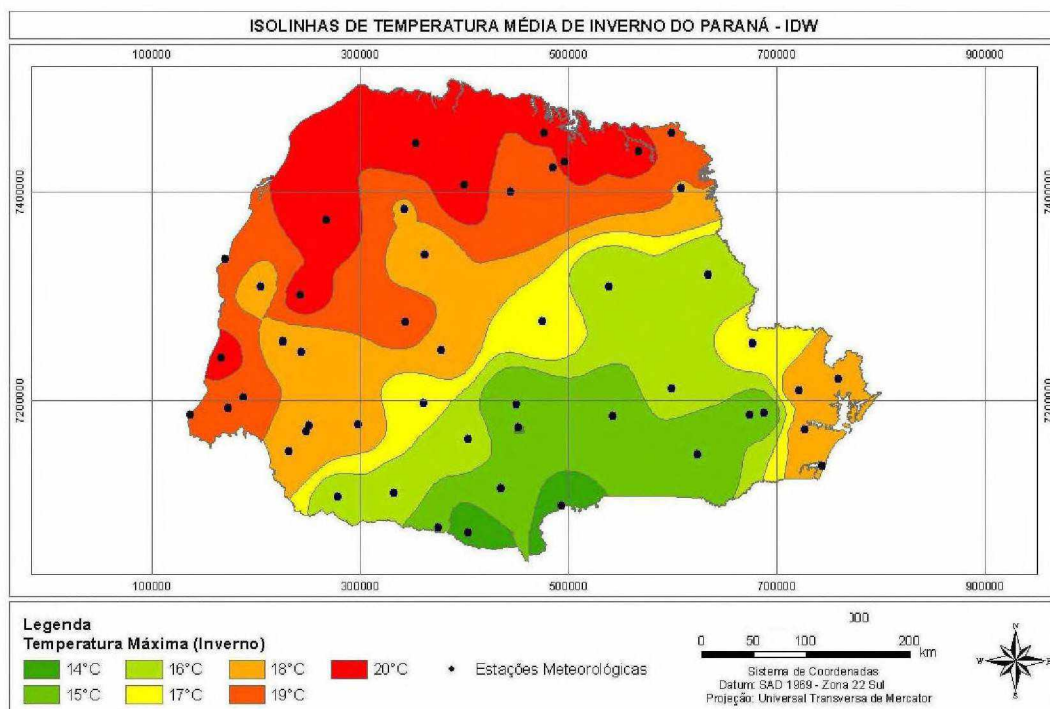 ISOLINHAS DE TEMPERATURA MÉDIA DE INVERNO DO PARANÁ - IDW
100000 300000 500000 700000 900000
7400000 7400000
7200000 7200000
100000 300000 500000 700000 900000
Legenda
Temperatura Máxima (Inverno)
14°C 16°C 18°C 20°C Estações Meteorológicas
15°C 17°C 19°C
000
0 50 100 200
km
Sistema de Coordenadas
Datum: SAD 1969 - Zona 22 Sul
Projeção: Universal Transversa de Mercator
N